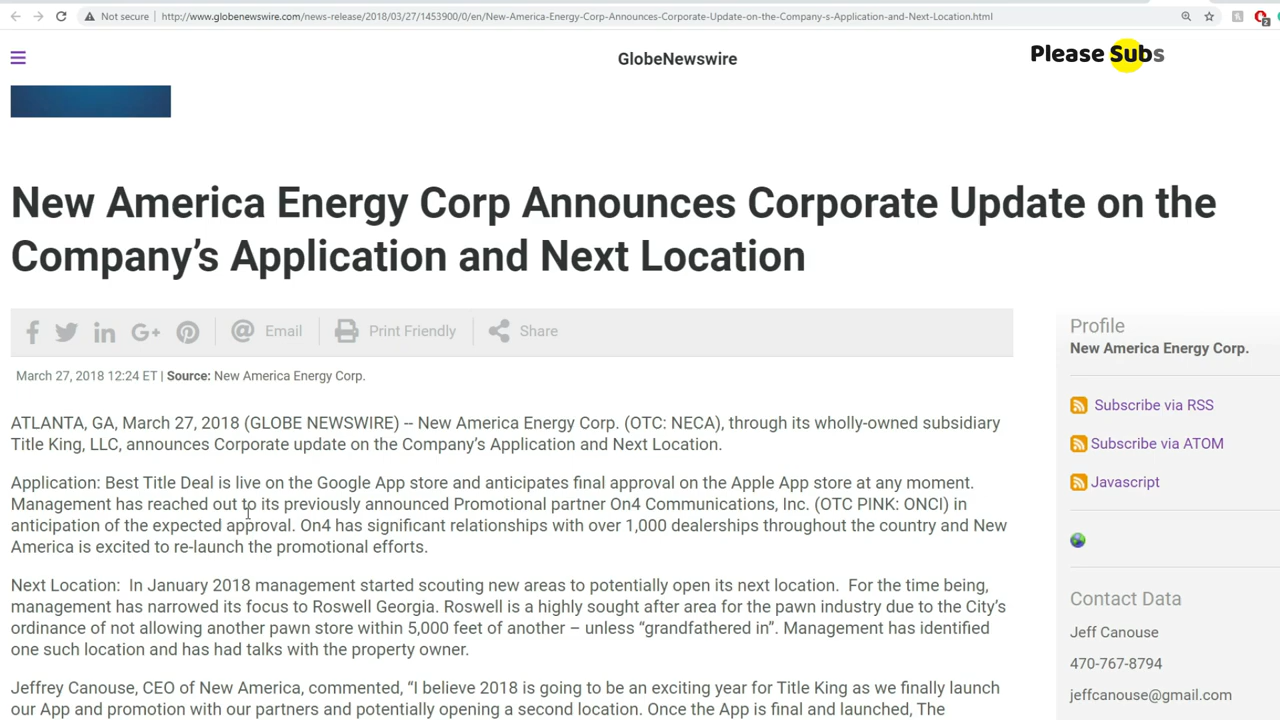 Not secure
http://www.globenewswire.com/news-release/2018/03/27/1453900/0/en/New-America-Energy-Corp-Announces-Corporate-Update-on-the-Company-s-Application-and-Next-Location.html
2
GlobeNewswire
Please Subs
New America Energy Corp Announces Corporate Update on the
Company’s Application and Next Location
Email
Print Friendly
Share
March 27, 2018 12:24 ET | Source: New America Energy Corp.
ATLANTA, GA, March 27, 2018 (GLOBE NEWSWIRE) -- New America Energy Corp. (OTC: NECA), through its wholly-owned subsidiary
Title King, LLC, announces Corporate update on the Company’s Application and Next Location.
Application: Best Title Deal is live on the Google App store and anticipates final approval on the Apple App store at any moment.
Management has reached out to its previously announced Promotional partner On4 Communications, Inc. (OTC PINK: ONCI) in
anticipation of the expected approval. On4 has significant relationships with over 1,000 dealerships throughout the country and New
America is excited to re-launch the promotional efforts.
Next Location: In January 2018 management started scouting new areas to potentially open its next location. For the time being,
management has narrowed its focus to Roswell Georgia. Roswell is a highly sought after area for the pawn industry due to the City’s
ordinance of not allowing another pawn store within 5,000 feet of another – unless “grandfathered in”. Management has identified
one such location and has had talks with the property owner.
Jeffrey Canouse, CEO of New America, commented, “I believe 2018 is going to be an exciting year for Title King as we finally launch
our App and promotion with our partners and potentially opening a second location. Once the App is final and launched, The
Profile
New America Energy Corp.
Subscribe via RSS
Subscribe via ATOM
Javascript
Contact Data
Jeff Canouse
470-767-8794
jeffcanouse@gmail.com